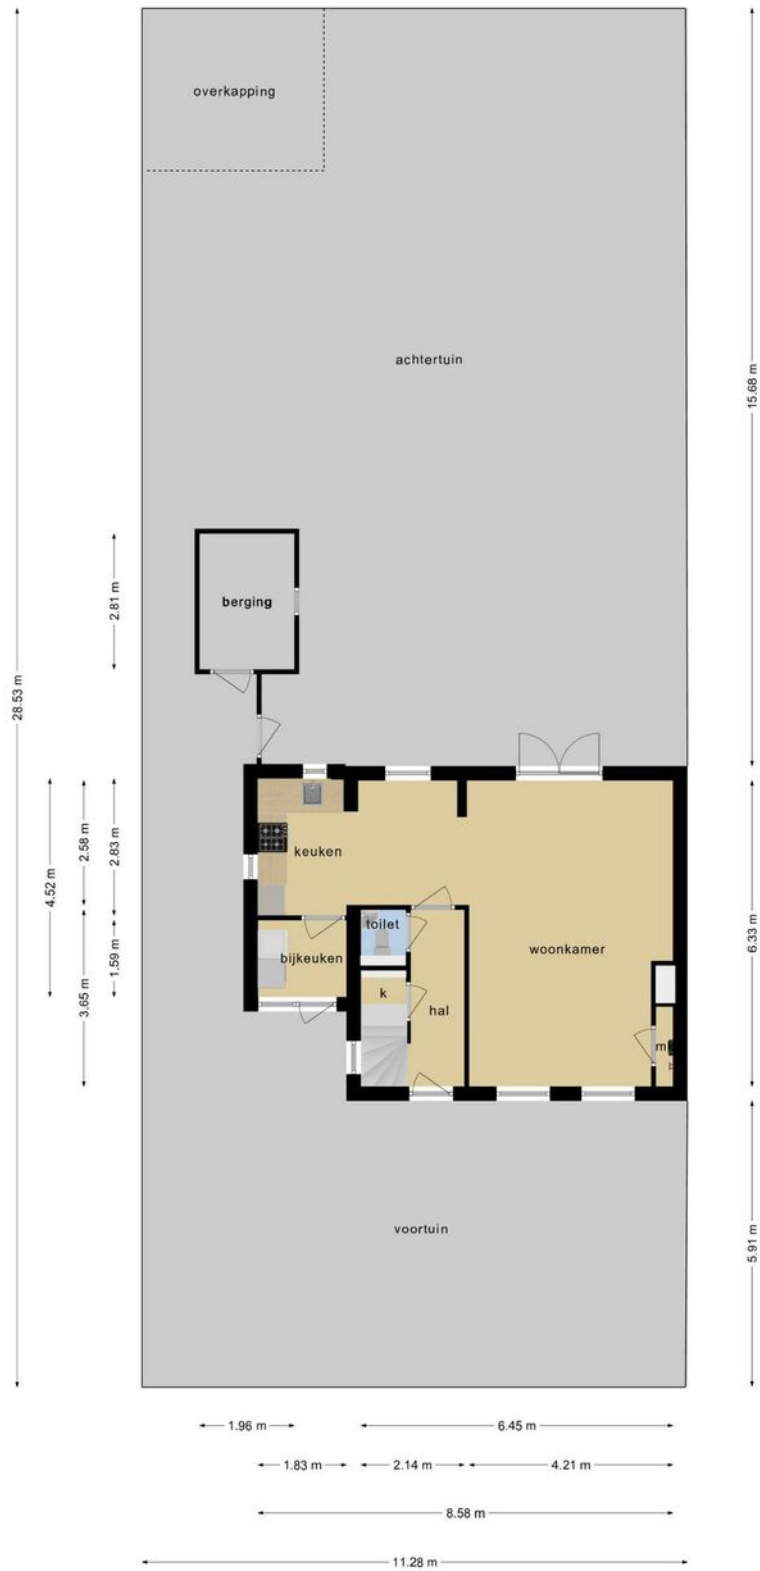 overkapping
achtertuin
15.68 m
28.53 m
2.81 m
berging
4.52 m
2.58 m
2.83 m
keuken
6.33 m
3.65 m
1.59 m
bijkeuken
toilet
woonkamer
k
hal
m
voortuin
5.91 m
1.96 m
6.45 m
1.83 m
2.14 m
4.21 m
8.58 m
11.28 m